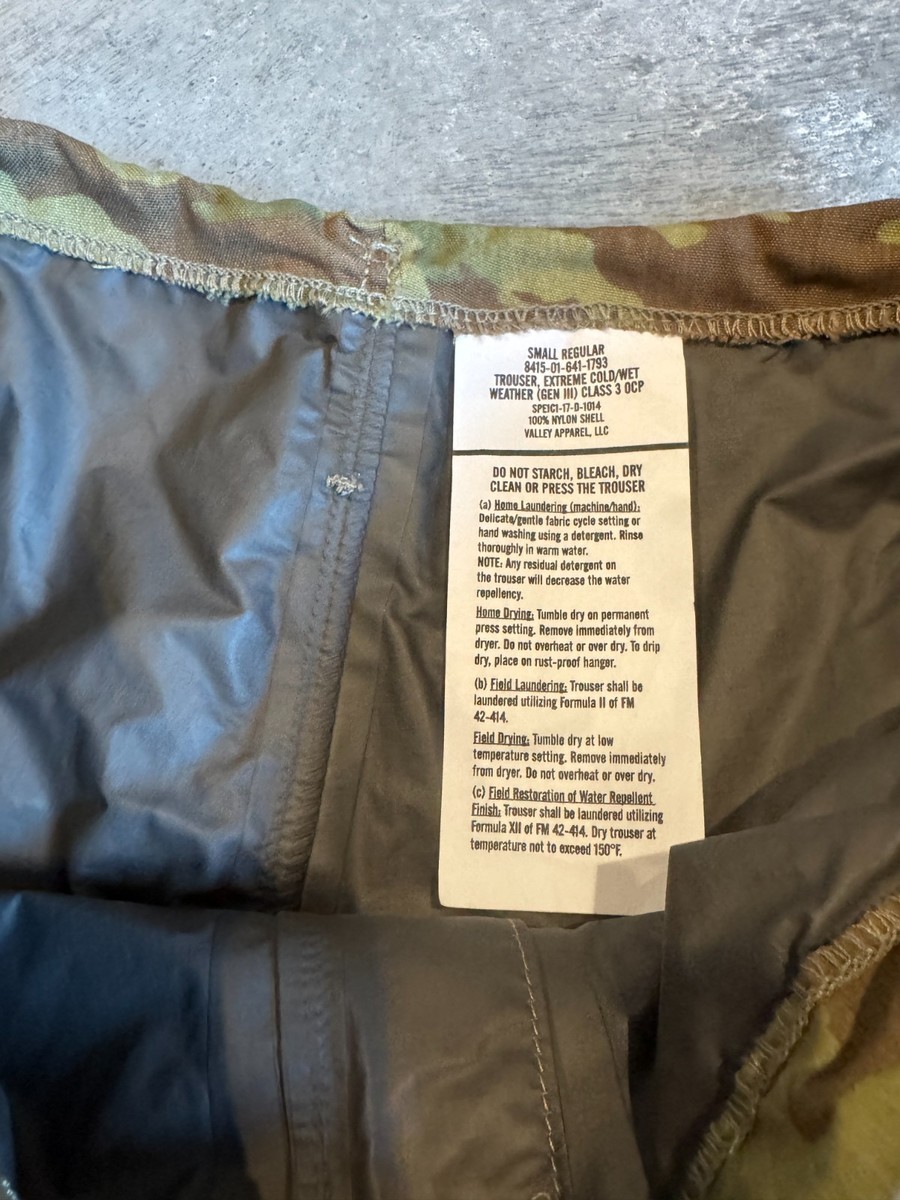 SMALL REGULAR
8415-01-641-1793
TROUSER, EXTREME COLD/WET
WEATHER (GEN III) CLASS 3 OCP
SPE1C1-17-D-1014
100% NYLON SHELL
VALLEY APPAREL, LLC
DO NOT STARCH, BLEACH, DRY
CLEAN OR PRESS THE TROUSER
(a) Home Laundering (machine/hand):
Delicate/gentle fabric cycle setting or
hand washing using a detergent. Rinse
thoroughly in warm water.
NOTE: Any residual detergent on
the trouser will decrease the water
repellency.
Home Drying: Tumble dry on permanent
press setting. Remove immediately from
dryer. Do not overheat or over dry. To drip
dry, place on rust-proof hanger.
(b) Field Laundering: Trouser shall be
laundered utilizing Formula II of FM
42-414.
Field Drying: Tumble dry at low
temperature setting. Remove immediately
from dryer. Do not overheat or over dry.
(c) Field Restoration of Water Repellent
Finish: Trouser shall be laundered utilizing
Formula XII of FM 42-414. Dry trouser at
temperature not to exceed 150°F.